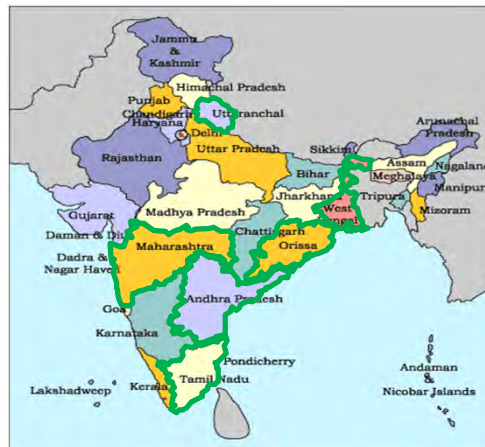 Jammu
&
Kashmir
Himachal Pradesh
Punjab
Chandigarh
Uttaranchal
Haryana
Delhi
Arunachal
Pradesh
Rajasthan
Uttar Pradesh
Sikkim
Assam
Nagaland
Bihar
Meghalaya
Manipur
Jharkhand
Tripura
West
Bengal
Mizoram
Gujarat
Madhya Pradesh
Daman & Diu
Chattisgarh
Maharashtra
Orissa
Dadra &
Nagar Haveli
Andhra Pradesh
Goa
Karnataka
Pondicherry
Andaman
&
Nicobar Islands
Lakshadweep
Kerala
Tamil Nadu